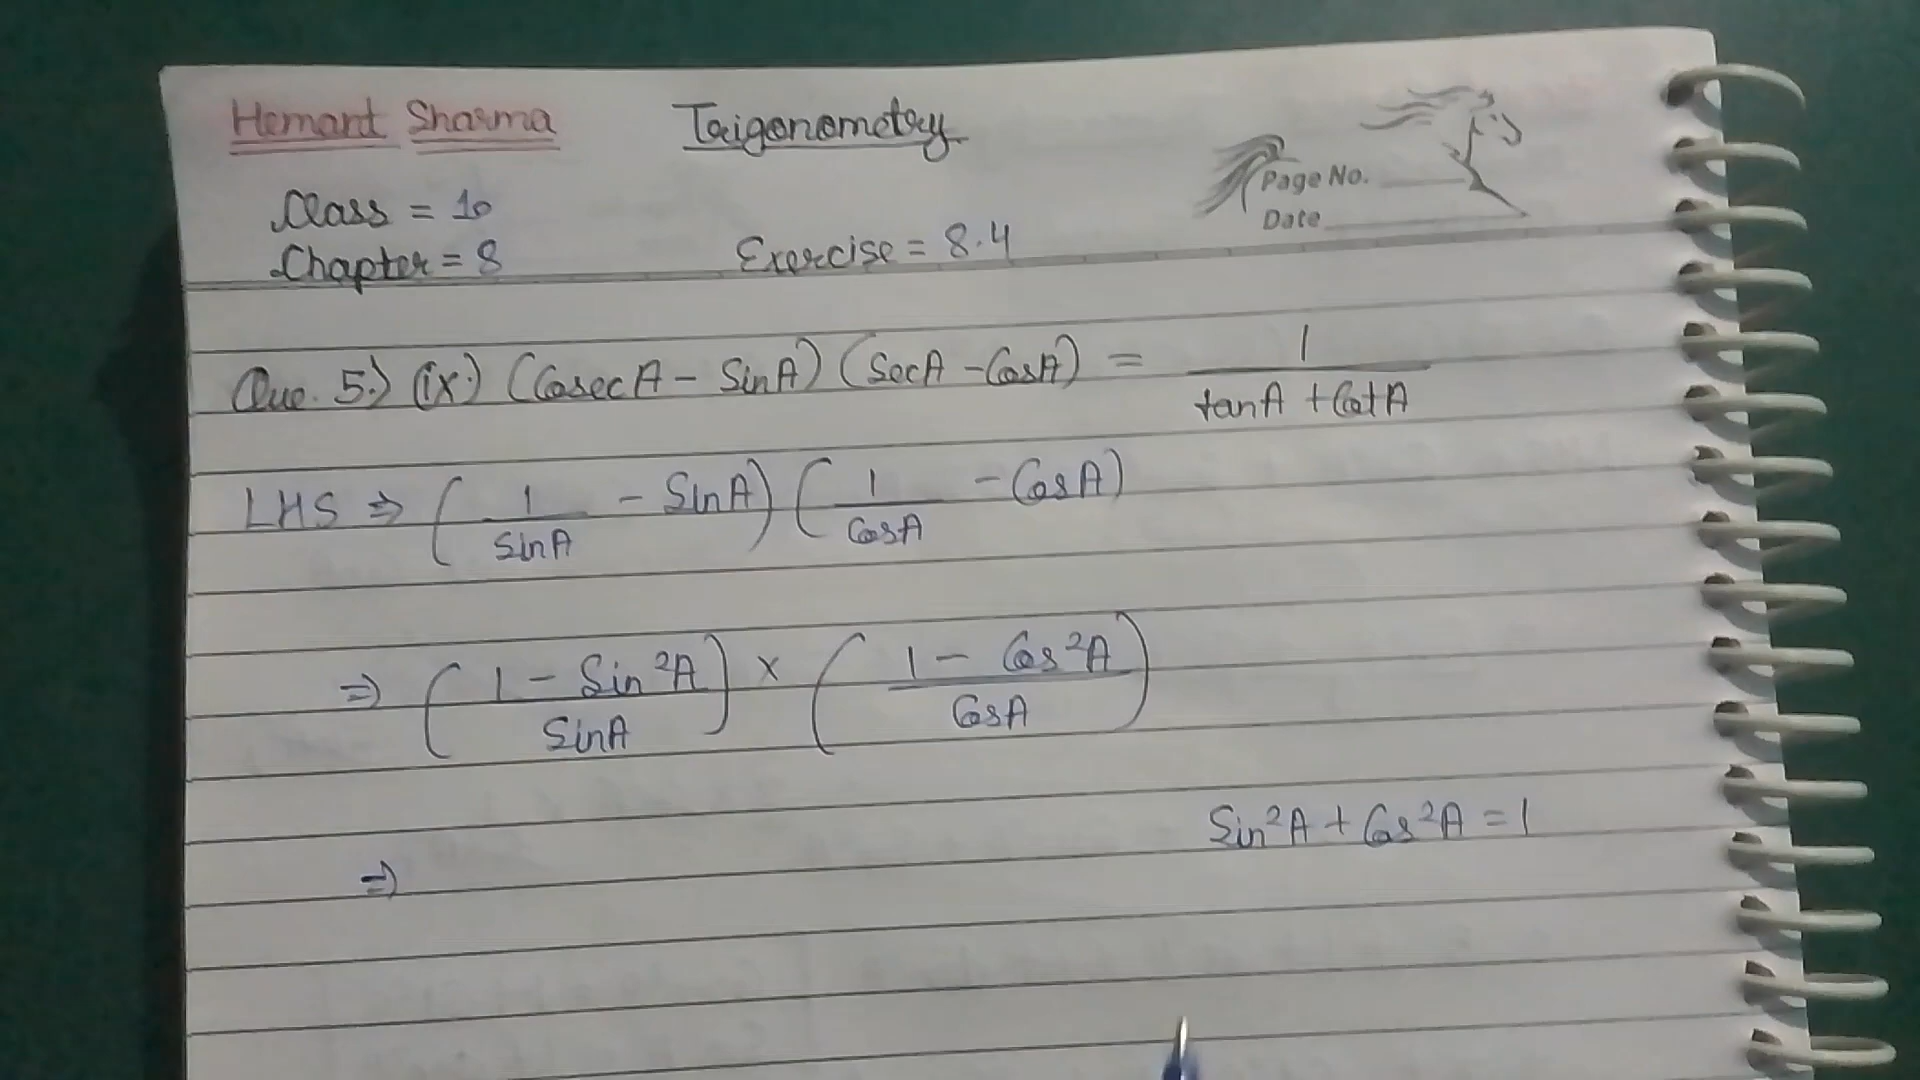 Hemant Sharma Trigonometry
Page No.
Class = 10
Date
Chapter = 8 Exercise = 8.4
Que. 5.) (ix.) (CosecA - SinA) (SecA - CosA) = 1 / tanA + CotA
LHS ⇒ (1/SinA - SinA) (1/CosA - CosA)
⇒ (1 - Sin²A / SinA) × (1 - Cos²A / CosA)
Sin²A + Cos²A = 1
⇒